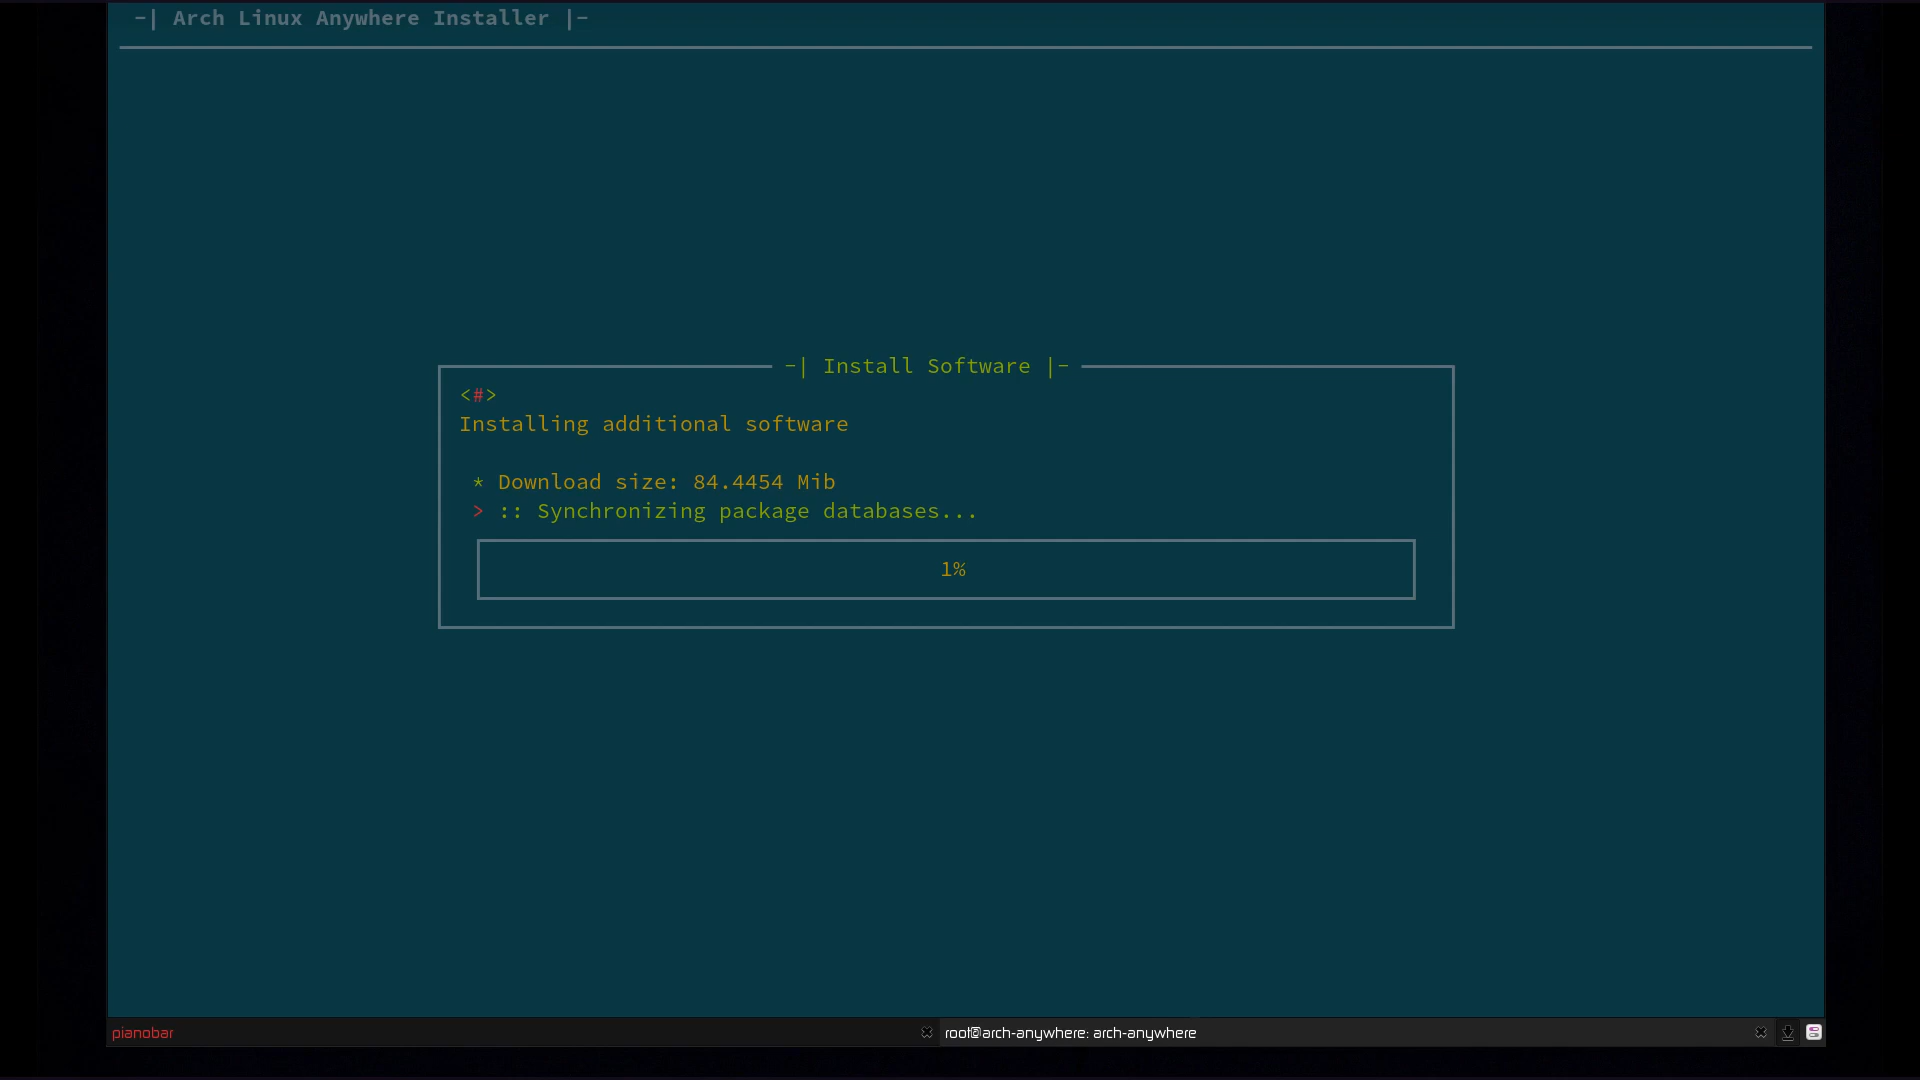 -| Arch Linux Anywhere Installer |-
-| Install Software |-
<#>
Installing additional software
* Download size: 84.4454 Mib
> :: Synchronizing package databases...
1%
pianobar
root@arch-anywhere: arch-anywhere